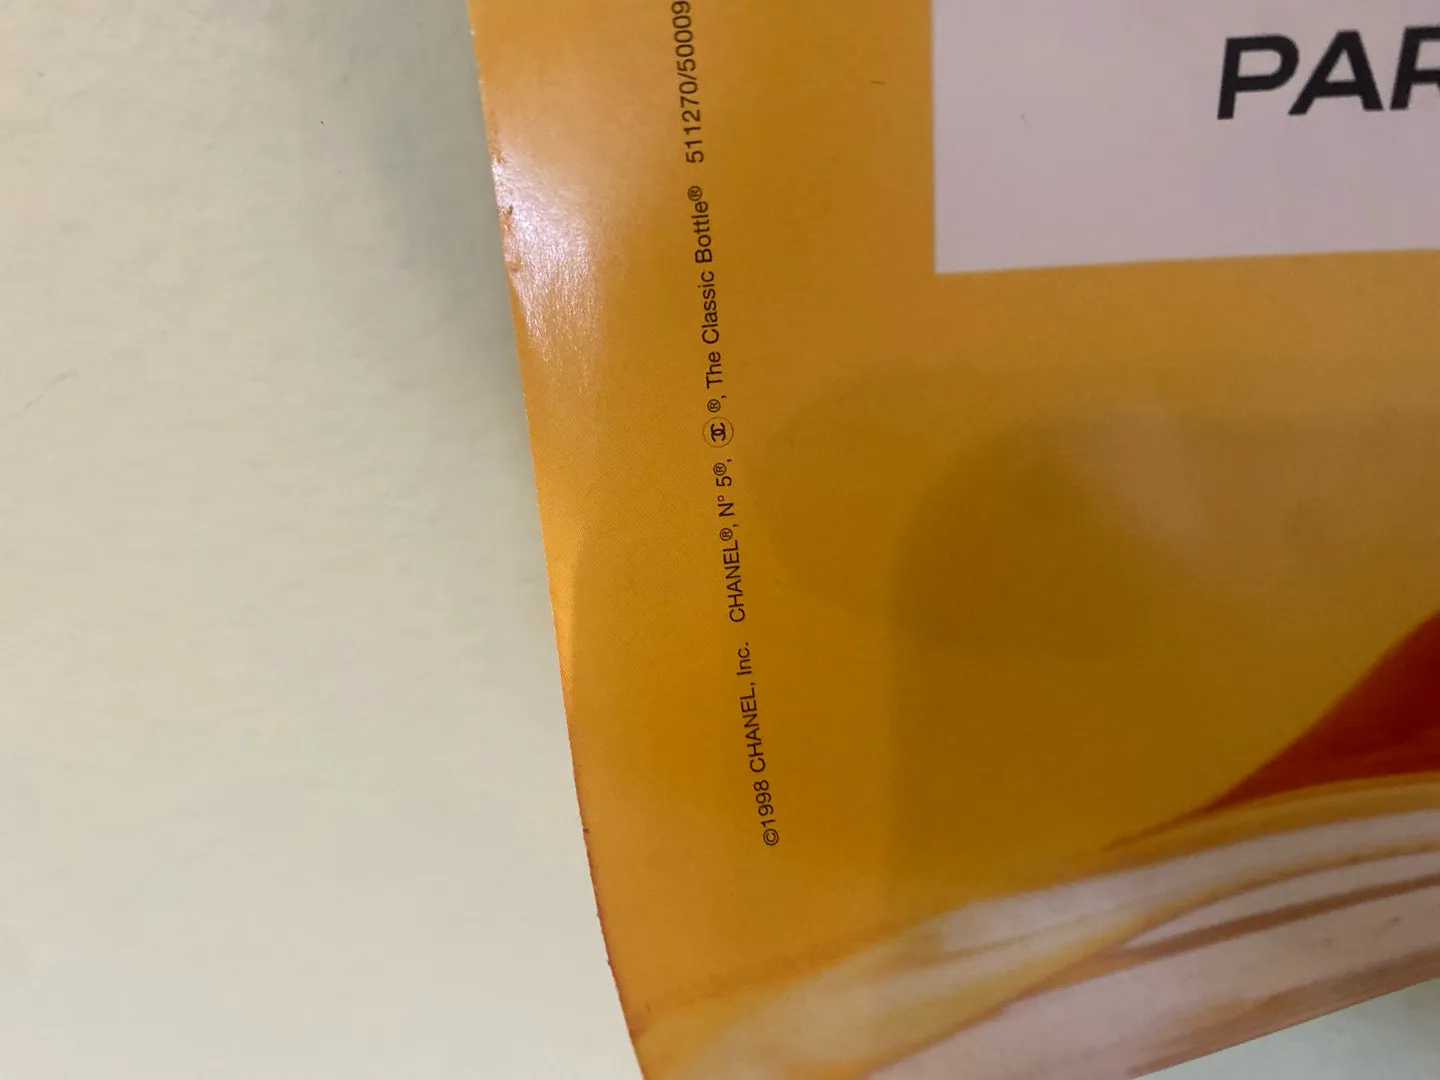 PAR
©1998 CHANEL, Inc. CHANEL®, N° 5®, ®, The Classic Bottle® 511270/50009